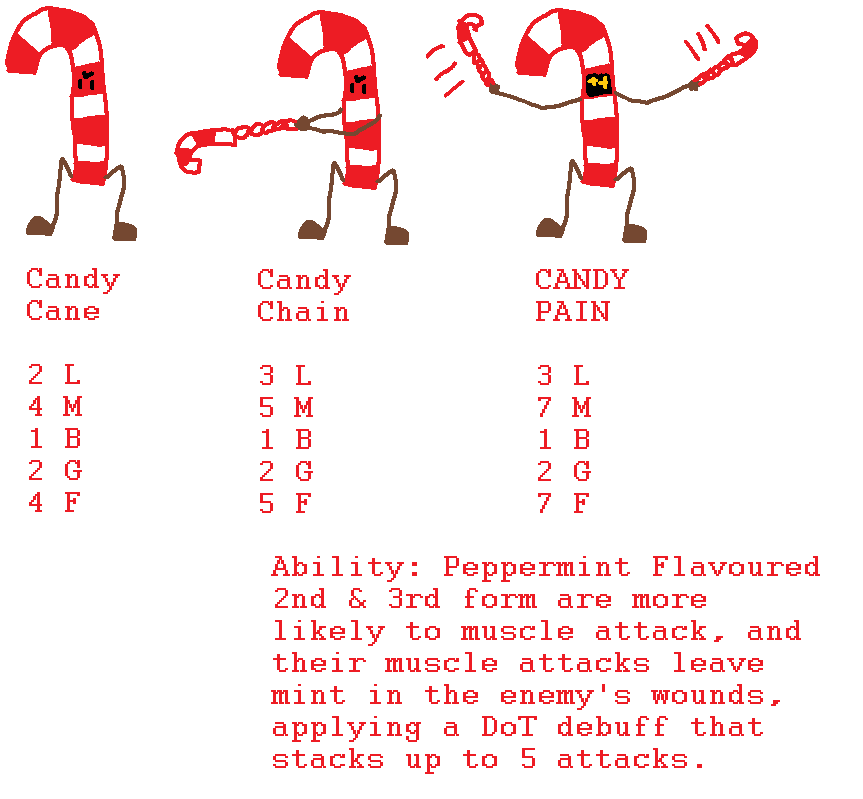 Candy
Cane
2 L
4 M
1 B
2 G
4 F
Candy
Chain
3 L
5 M
1 B
2 G
5 F
CANDY
PAIN
3 L
7 M
1 B
2 G
7 F
Ability: Peppermint Flavoured
2nd & 3rd form are more
likely to muscle attack, and
their muscle attacks leave
mint in the enemy's wounds,
applying a DoT debuff that
stacks up to 5 attacks.